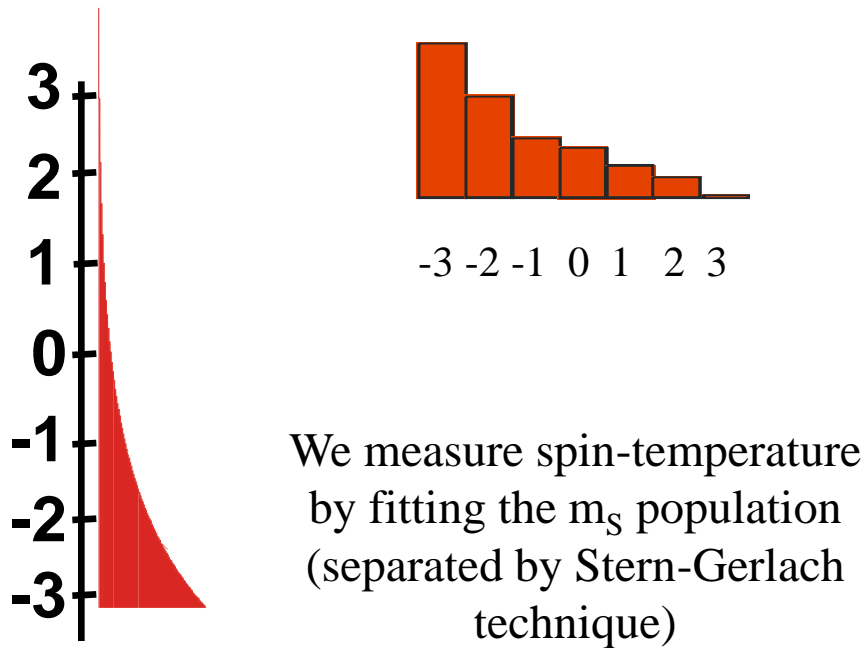 3
2
1
0
-1
-2
-3
-3 -2 -1 0 1 2 3
We measure spin-temperature
by fitting the mS population
(separated by Stern-Gerlach
technique)